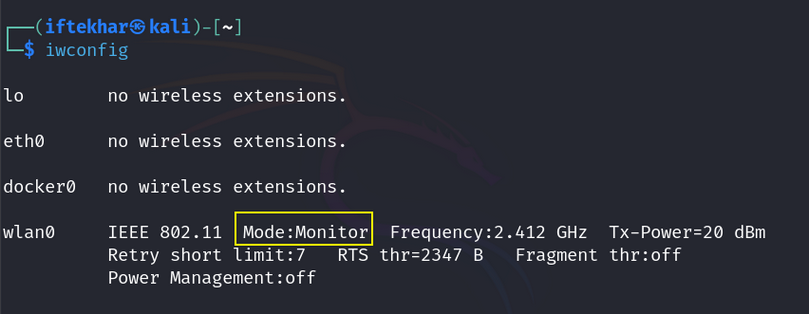 ┌──(iftekhar㉿kali)-[~]
└─$ iwconfig
lo        no wireless extensions.
eth0      no wireless extensions.
docker0   no wireless extensions.
wlan0     IEEE 802.11  Mode:Monitor  Frequency:2.412 GHz  Tx-Power=20 dBm
          Retry short limit:7   RTS thr=2347 B   Fragment thr:off
          Power Management:off